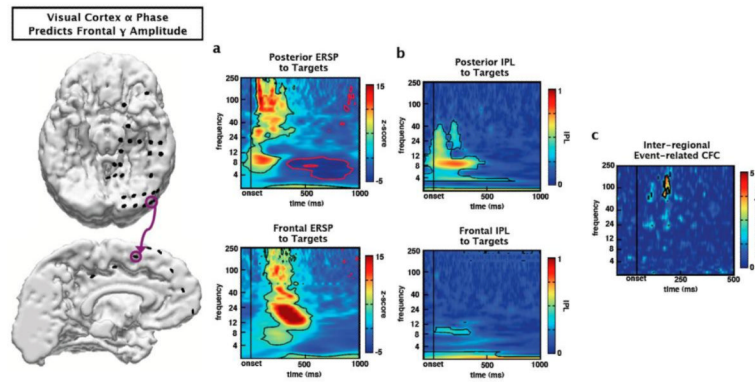 Visual Cortex α Phase
Predicts Frontal γ Amplitude
a
Posterior ERSP
to Targets
frequency
250
100
40
24
12
8
4
onset
500
1000
time (ms)
15
z-score
-5
Frontal ERSP
to Targets
frequency
250
100
40
24
12
8
4
onset
500
1000
time (ms)
15
z-score
-5
b
Posterior IPL
to Targets
frequency
250
100
40
24
12
8
4
onset
500
1000
time (ms)
1
IPL
0
Frontal IPL
to Targets
frequency
250
100
40
24
12
8
4
onset
500
1000
time (ms)
1
IPL
0
c
Inter-regional
Event-related CFC
frequency
250
100
40
24
12
8
4
onset
250
500
time (ms)
5
0